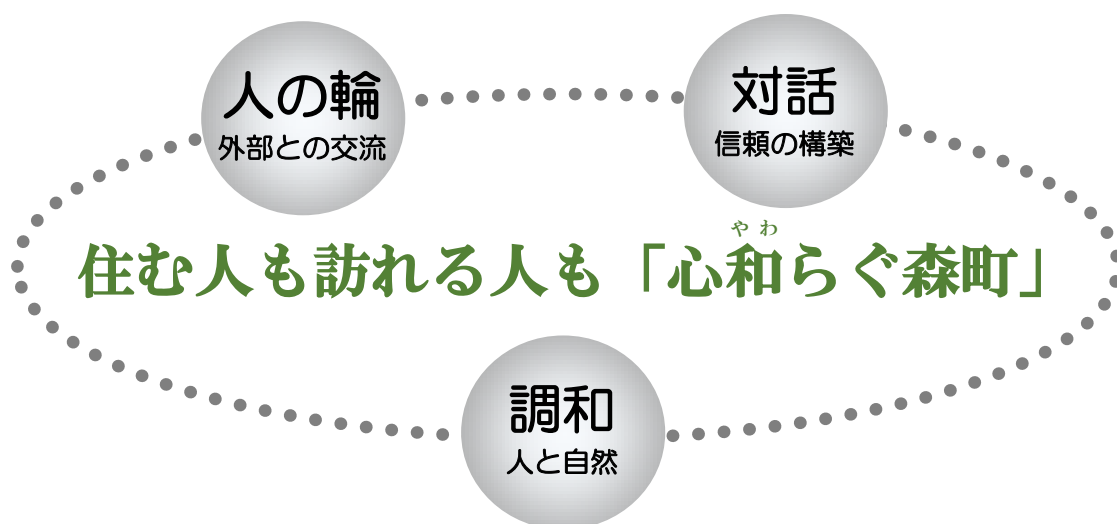 人の輪
外部との交流
対話
信頼の構築
やわ
住む人も訪れる人も「心和らぐ森町」
調和
人と自然